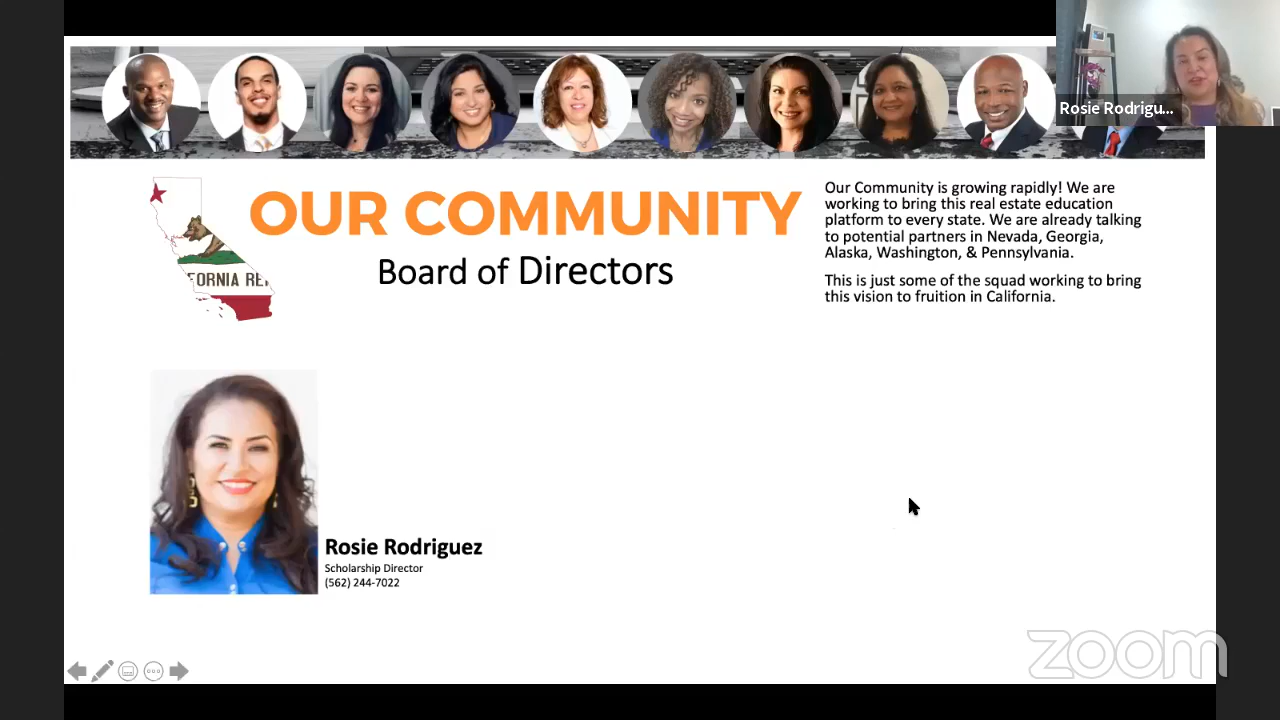 Rosie Rodrigu...
OUR COMMUNITY
Board of Directors
Our Community is growing rapidly! We are
working to bring this real estate education
platform to every state. We are already talking
to potential partners in Nevada, Georgia,
Alaska, Washington, & Pennsylvania.
This is just some of the squad working to bring
this vision to fruition in California.
FORNIA RE
Rosie Rodriguez
Scholarship Director
(562) 244-7022
zoom